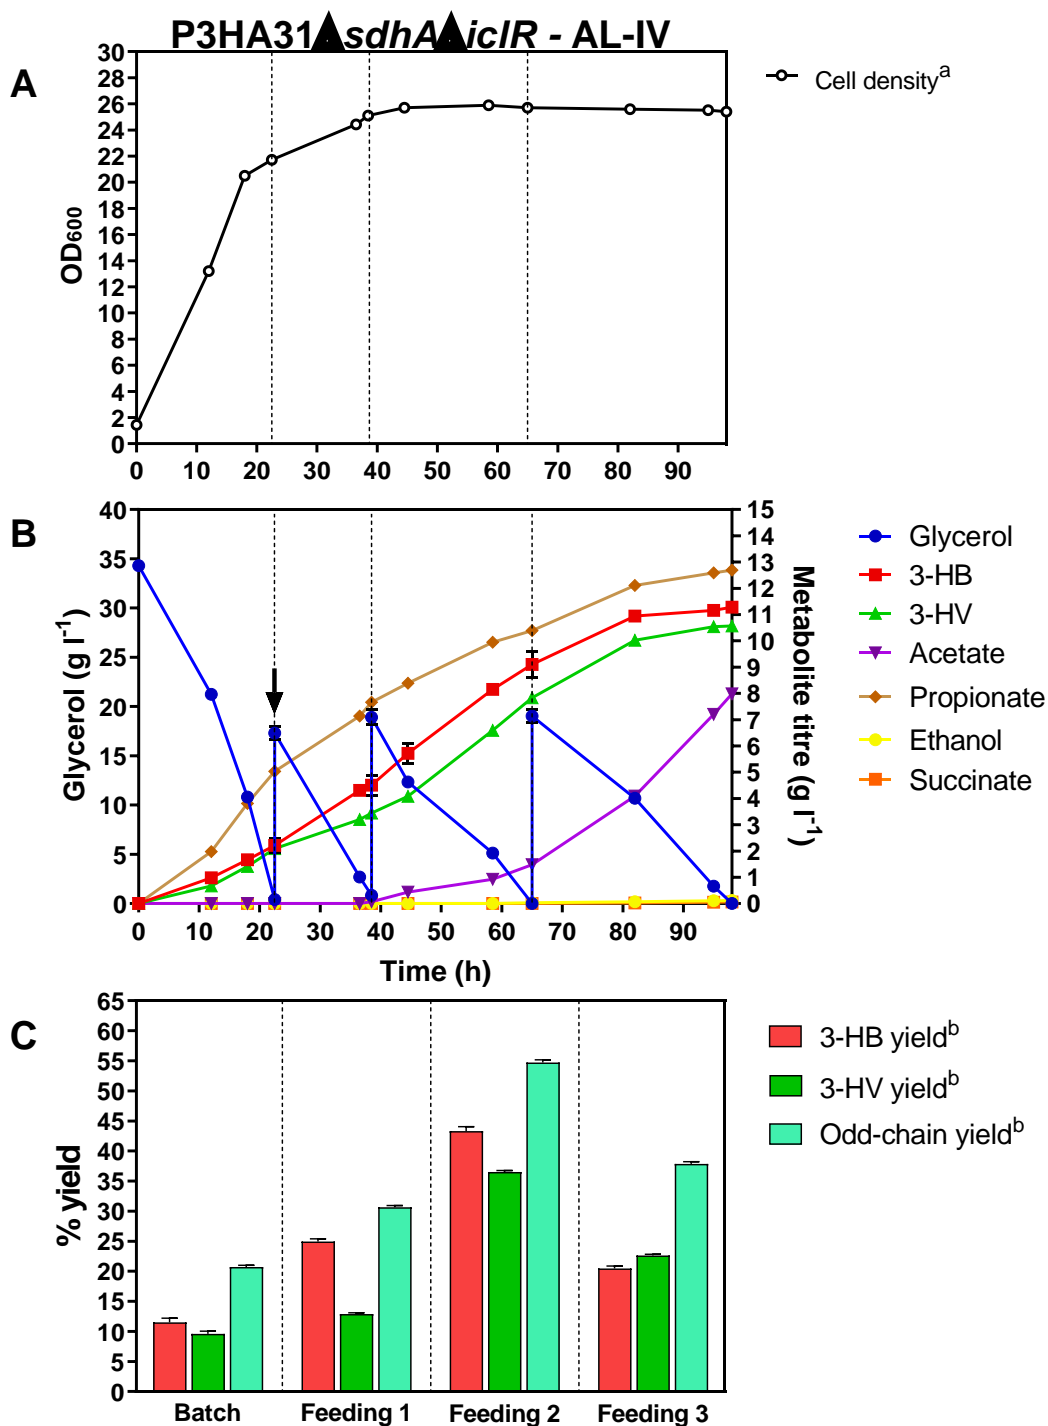 P3HA31▲sdhA▲iclR - AL-IV
A
30
28
26
24
22
20
18
16
14
12
10
8
6
4
2
0
OD600
0 10 20 30 40 50 60 70 80 90
Cell density^a
B
40
35
30
25
20
15
10
5
0
Glycerol (g l^-1)
15
14
13
12
11
10
9
8
7
6
5
4
3
2
1
0
Metabolite titre (g l^-1)
0 10 20 30 40 50 60 70 80 90
Time (h)
Glycerol
3-HB
3-HV
Acetate
Propionate
Ethanol
Succinate
C
65
60
55
50
45
40
35
30
25
20
15
10
5
0
% yield
Batch Feeding 1 Feeding 2 Feeding 3
3-HB yield^b
3-HV yield^b
Odd-chain yield^b